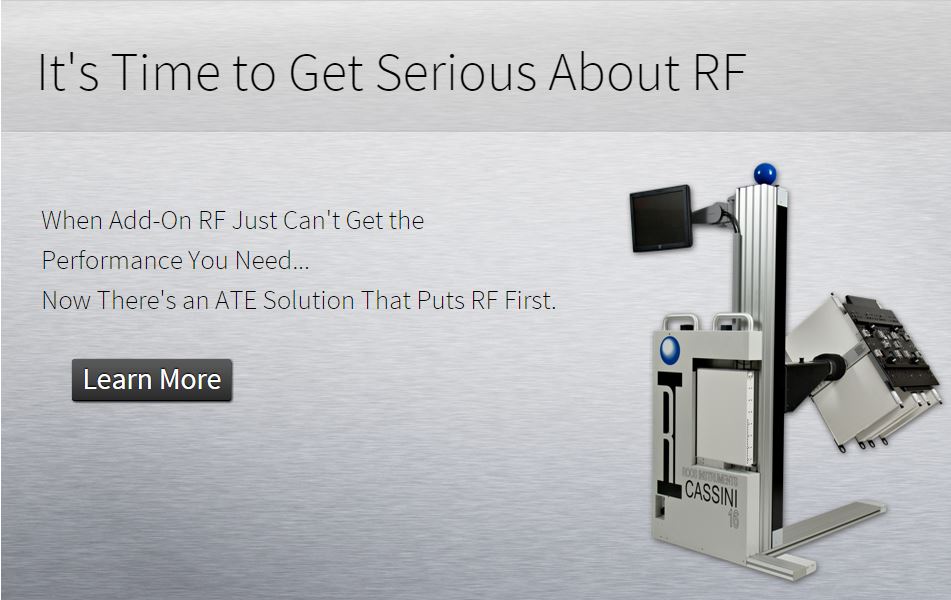 It's Time to Get Serious About RF
When Add-On RF Just Can't Get the
Performance You Need...
Now There's an ATE Solution That Puts RF First.
Learn More
RI
ROOS INSTRUMENTS
CASSINI
16